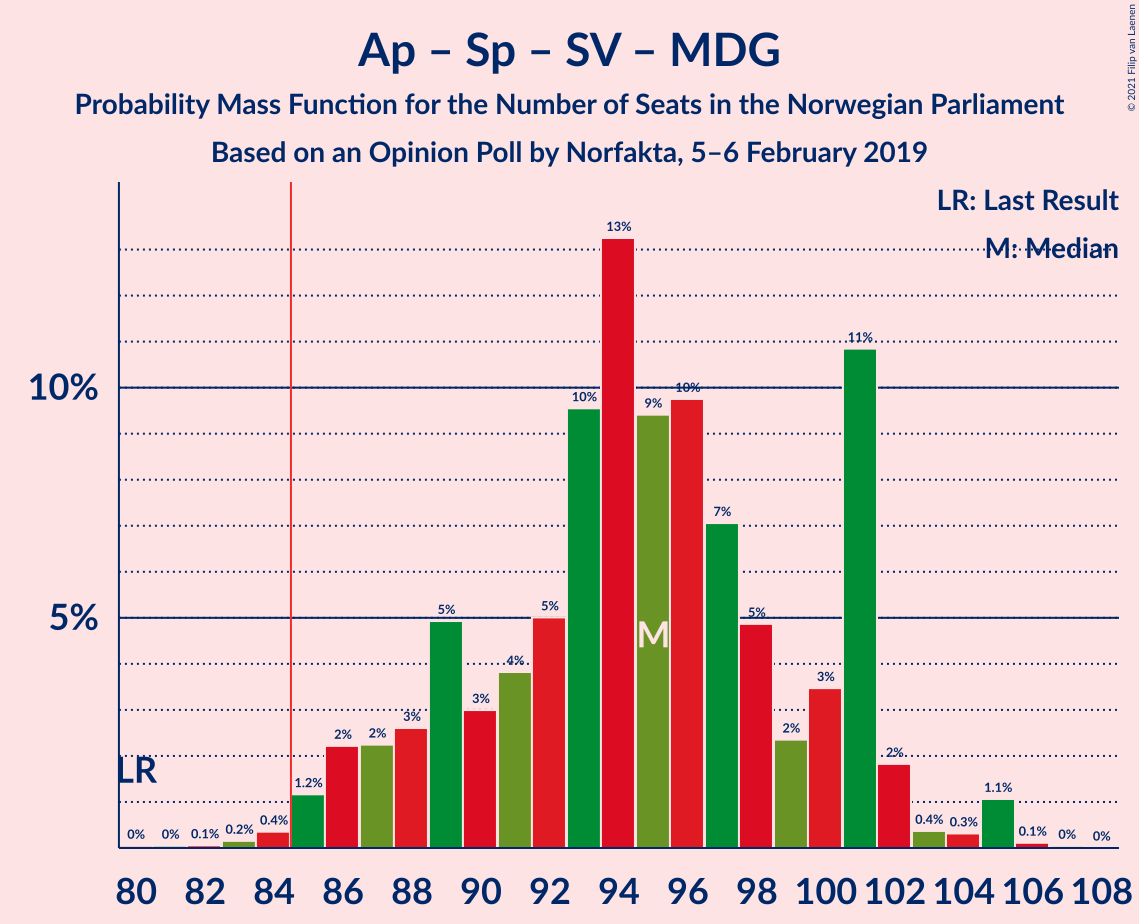 Ap – Sp – SV – MDG
Probability Mass Function for the Number of Seats in the Norwegian Parliament
Based on an Opinion Poll by Norfakta, 5–6 February 2019
© 2021 Filip van Laenen
LR: Last Result
M: Median
10%
5%
LR
M
0% 0% 0.1% 0.2% 0.4% 1.2% 2% 2% 3% 5% 3% 4% 5% 10% 13% 9% 10% 7% 5% 2% 3% 11% 2% 0.4% 0.3% 1.1% 0.1% 0% 0%
80 82 84 86 88 90 92 94 96 98 100 102 104 106 108